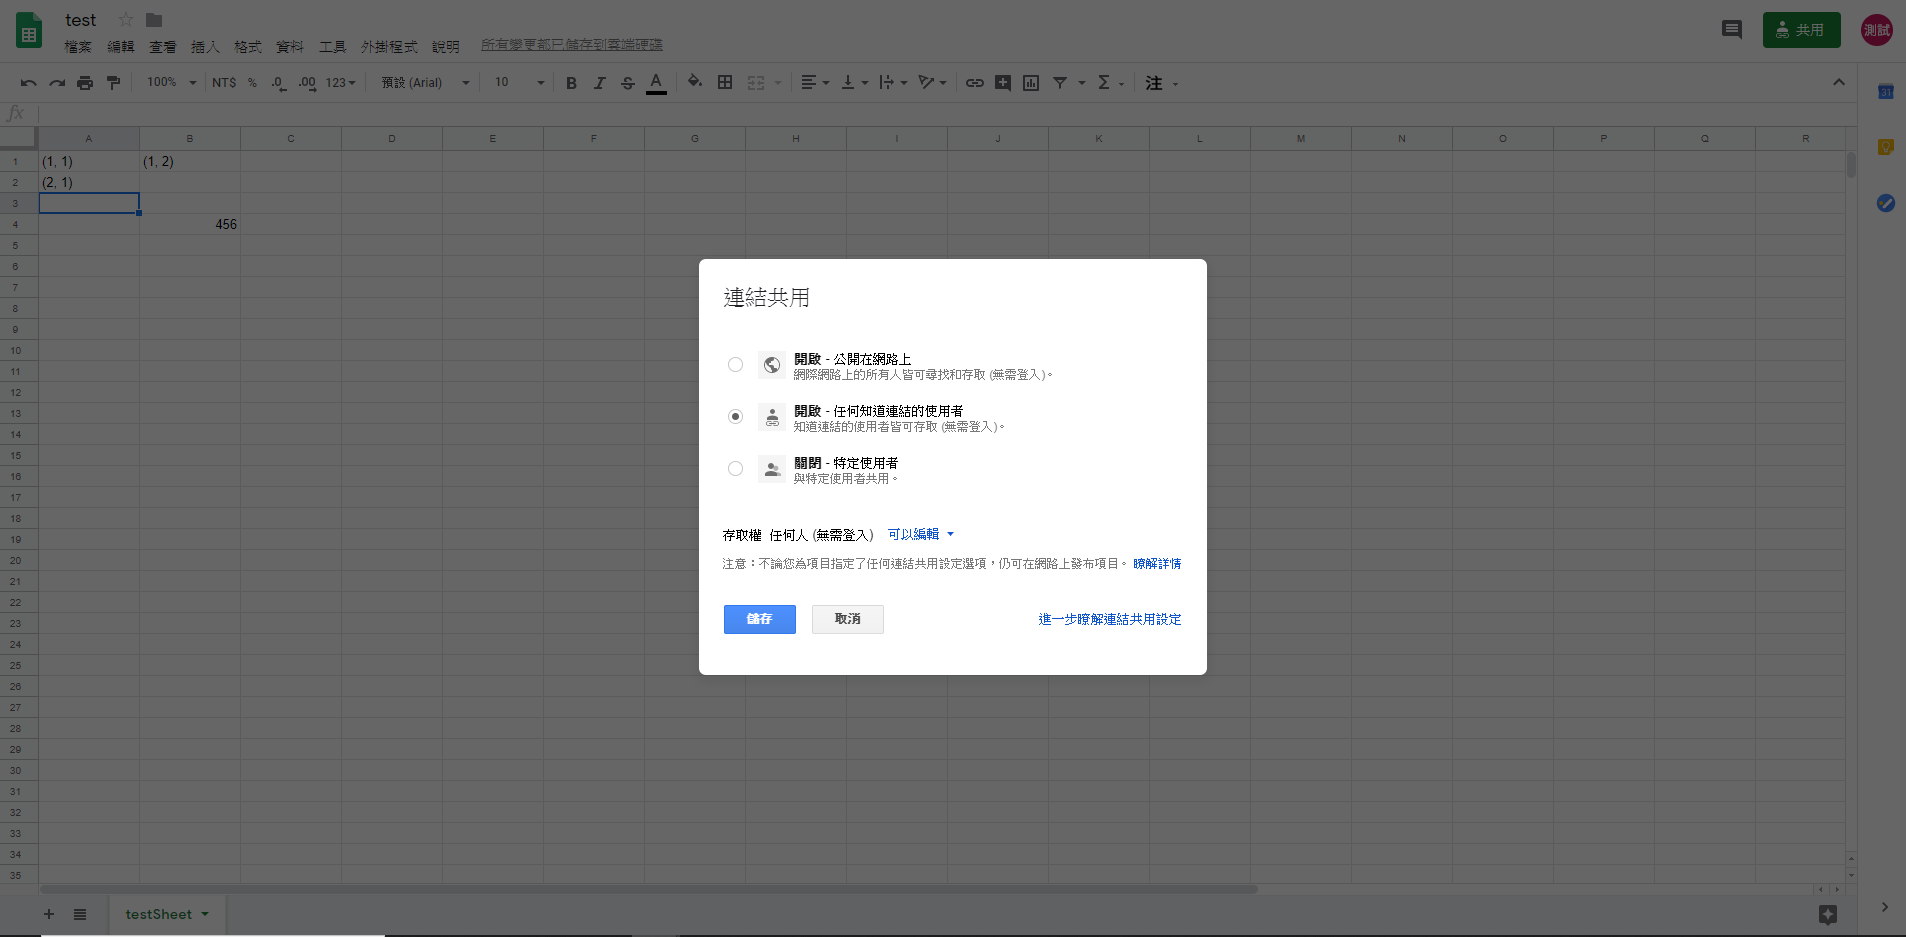 test
檔案 編輯 查看 插入 格式 資料 工具 外掛程式 說明 所有變更都已儲存到雲端硬碟
共用
測試
100% NT$ % .0 .00 123 預設 (Arial) 10 B I S A Σ 注
31
fx
A B C D E F G H I J K L M N O P Q R
1 (1, 1) (1, 2)
2 (2, 1)
3
4 456
5
6
7
8
9
10
11
12
13
14
15
16
17
18
19
20
21
22
23
24
25
26
27
28
29
30
31
32
33
34
35
連結共用
開啟 - 公開在網路上
網際網路上的所有人皆可尋找和存取 (無需登入)。
開啟 - 任何知道連結的使用者
知道連結的使用者皆可存取 (無需登入)。
關閉 - 特定使用者
與特定使用者共用。
存取權 任何人 (無需登入) 可以編輯
注意：不論您為項目指定了任何連結共用設定選項，仍可在網路上發布項目。 瞭解詳情
儲存 取消 進一步瞭解連結共用設定
testSheet